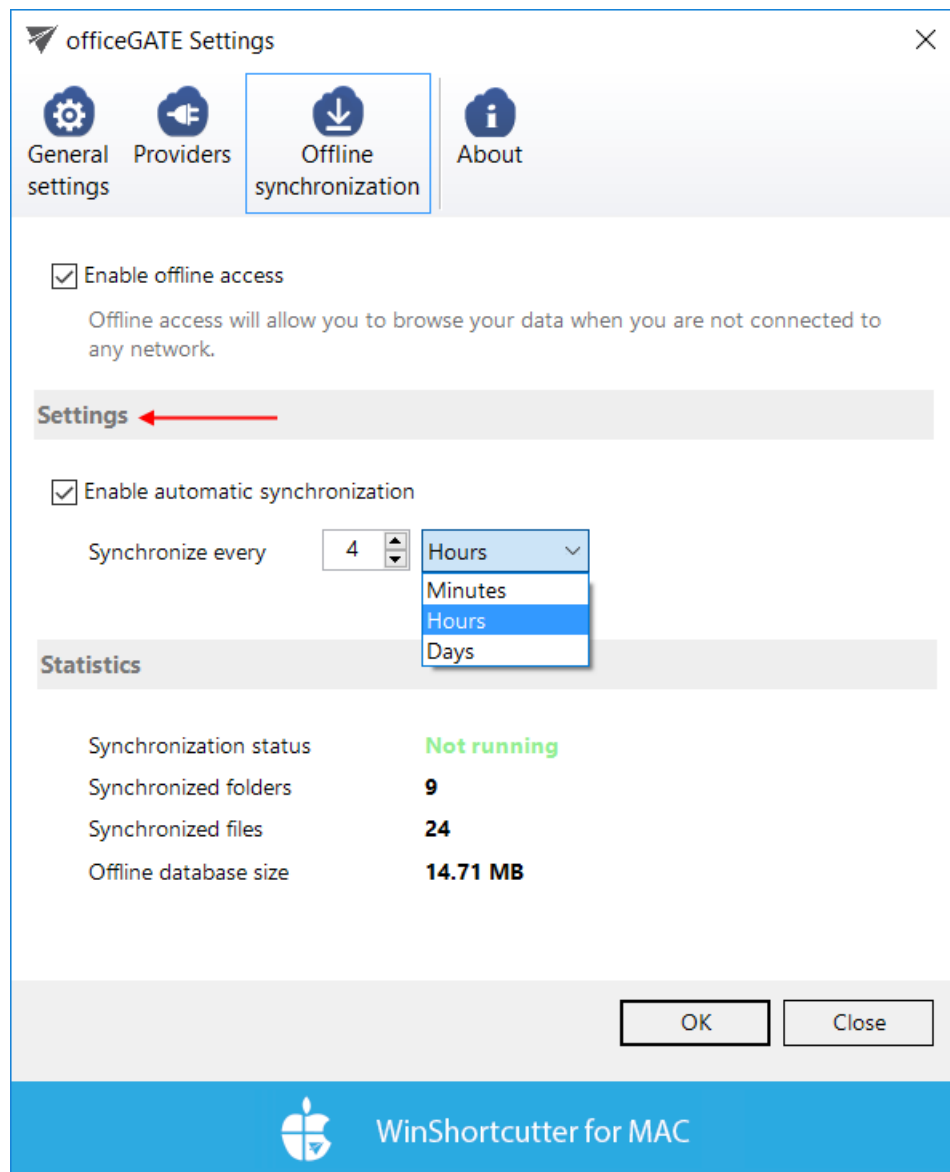 officeGATE Settings
General
settings
Providers
Offline
synchronization
About
Enable offline access
Offline access will allow you to browse your data when you are not connected to
any network.
Settings
Enable automatic synchronization
Synchronize every 4 Hours
Minutes
Hours
Days
Statistics
Synchronization status Not running
Synchronized folders 9
Synchronized files 24
Offline database size 14.71 MB
OK Close
WinShortcutter for MAC